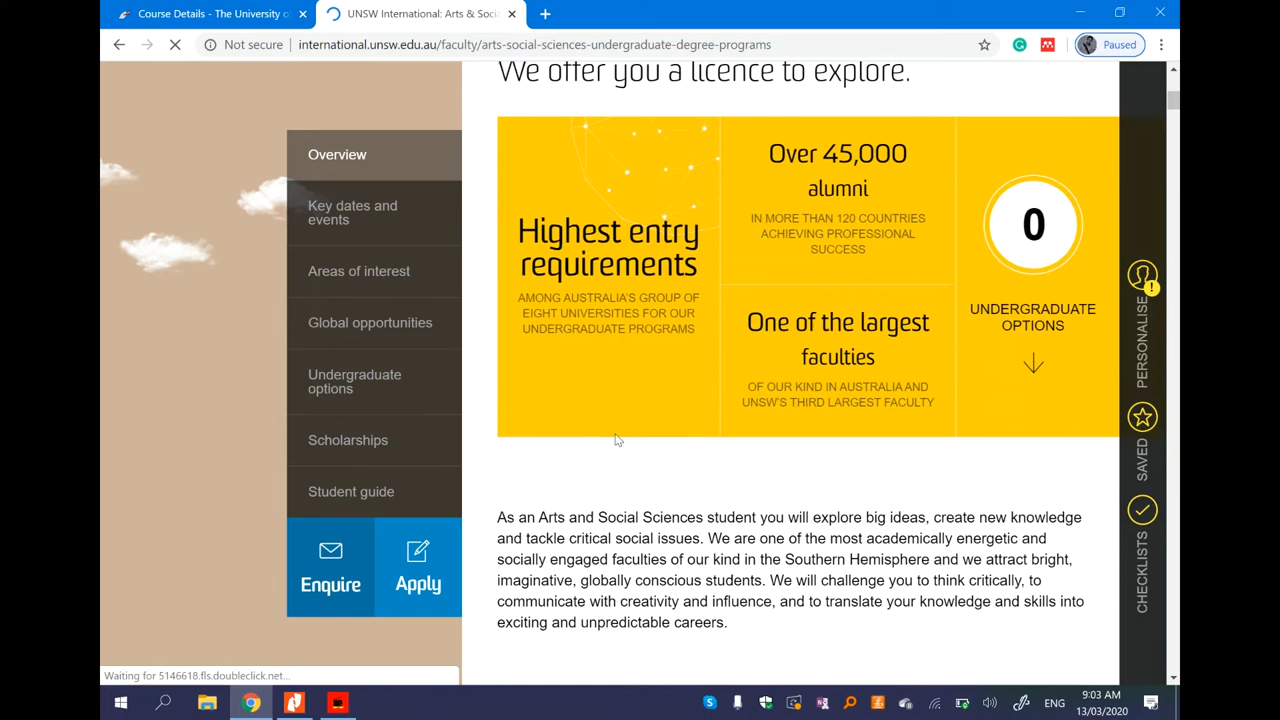 Course Details - The University o
UNSW International: Arts & Soci
Not secure
international.unsw.edu.au/faculty/arts-social-sciences-undergraduate-degree-programs
Paused
We offer you a licence to explore.
Overview
Key dates and
events
Areas of interest
Global opportunities
Undergraduate
options
Scholarships
Student guide
Enquire
Apply
Highest entry
requirements
AMONG AUSTRALIA'S GROUP OF
EIGHT UNIVERSITIES FOR OUR
UNDERGRADUATE PROGRAMS
Over 45,000
alumni
IN MORE THAN 120 COUNTRIES
ACHIEVING PROFESSIONAL
SUCCESS
One of the largest
faculties
OF OUR KIND IN AUSTRALIA AND
UNSW'S THIRD LARGEST FACULTY
0
UNDERGRADUATE
OPTIONS
PERSONALISE
SAVED
CHECKLISTS
As an Arts and Social Sciences student you will explore big ideas, create new knowledge
and tackle critical social issues. We are one of the most academically energetic and
socially engaged faculties of our kind in the Southern Hemisphere and we attract bright,
imaginative, globally conscious students. We will challenge you to think critically, to
communicate with creativity and influence, and to translate your knowledge and skills into
exciting and unpredictable careers.
Waiting for 5146618.fls.doubleclick.net...
ENG
9:03 AM
13/03/2020